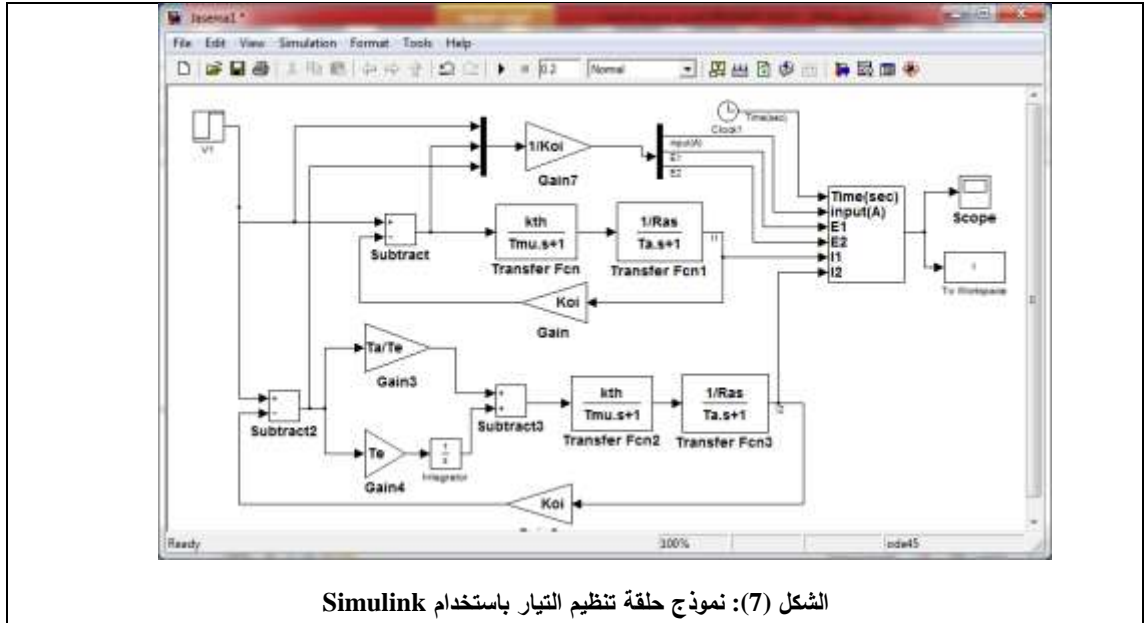 Jasema1 *
File Edit View Simulation Format Tools Help
0.2 Normal
V1
1/Koi
Gain7
Clock1
Time(sec)
input(A)
E1
E2
Time(sec)
input(A)
E1
E2
I1
I2
Scope
To Workspace
Subtract
kth
Tmu.s+1
Transfer Fcn
1/Ras
Ta.s+1
Transfer Fcn1
I1
Koi
Gain
Ta/Te
Gain3
Subtract2
Te
Gain4
1
s
Integrator
Subtract3
kth
Tmu.s+1
Transfer Fcn2
1/Ras
Ta.s+1
Transfer Fcn3
Koi
Ready 100% ode45
الشكل (7): نموذج حلقة تنظيم التيار باستخدام Simulink